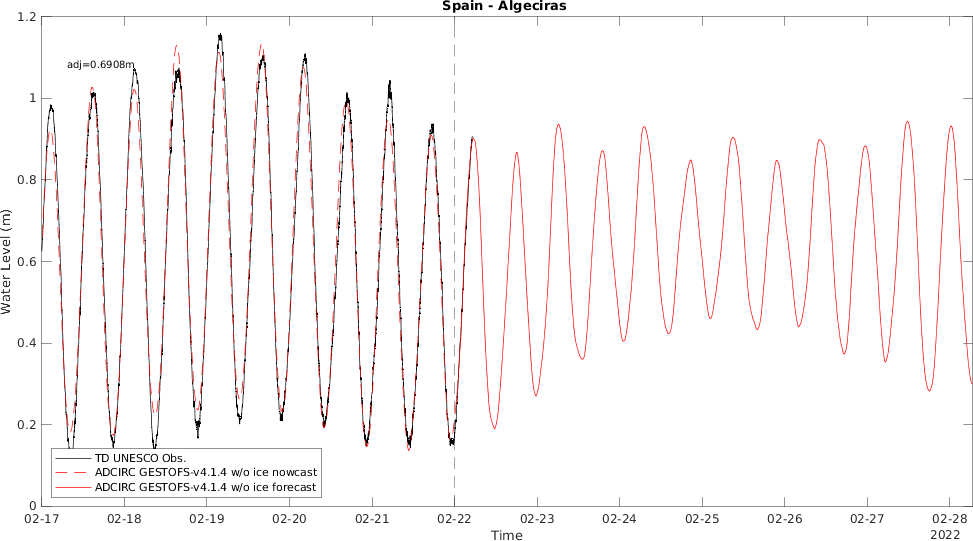 Spain - Algeciras
1.2
1
0.8
0.6
0.4
0.2
0
Water Level (m)
adj=0.6908m
TD UNESCO Obs.
ADCIRC GESTOFS-v4.1.4 w/o ice nowcast
ADCIRC GESTOFS-v4.1.4 w/o ice forecast
02-17 02-18 02-19 02-20 02-21 02-22 02-23 02-24 02-25 02-26 02-27 02-28
Time
2022